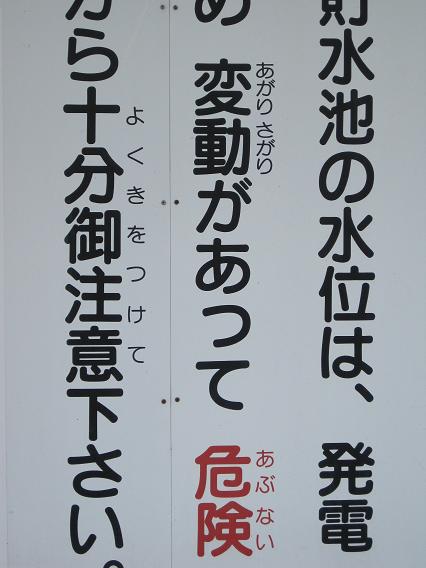 貯水池の水位は、発電
め 変動があって 危険
あがり さがり
あぶない
から十分御注意下さい。
よくきをつけて